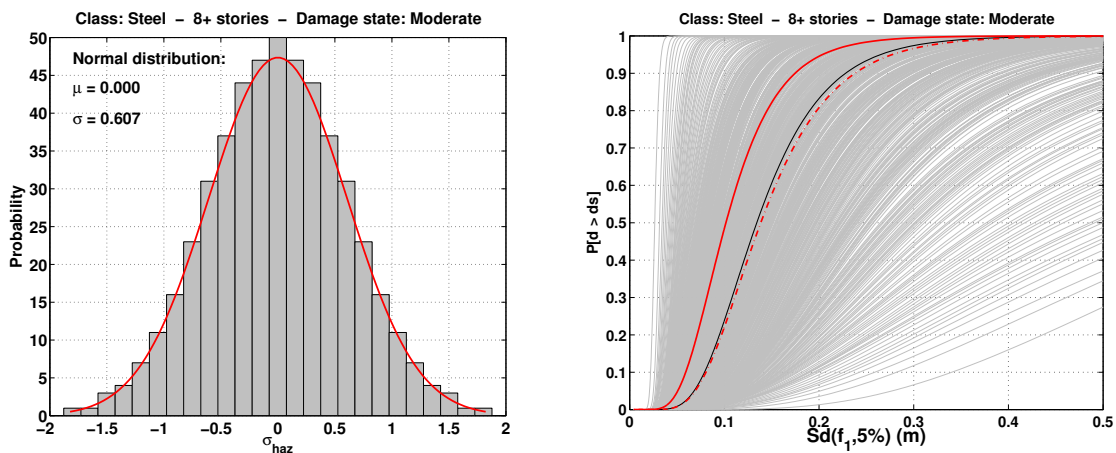 Class: Steel − 8+ stories − Damage state: Moderate
Normal distribution:
μ = 0.000
σ = 0.607
Probability
50
45
40
35
30
25
20
15
10
5
0
−2 −1.5 −1 −0.5 0 0.5 1 1.5 2
σhaz
Class: Steel − 8+ stories − Damage state: Moderate
P[d > ds]
1
0.9
0.8
0.7
0.6
0.5
0.4
0.3
0.2
0.1
0
0 0.1 0.2 0.3 0.4 0.5
Sd(f1,5%) (m)